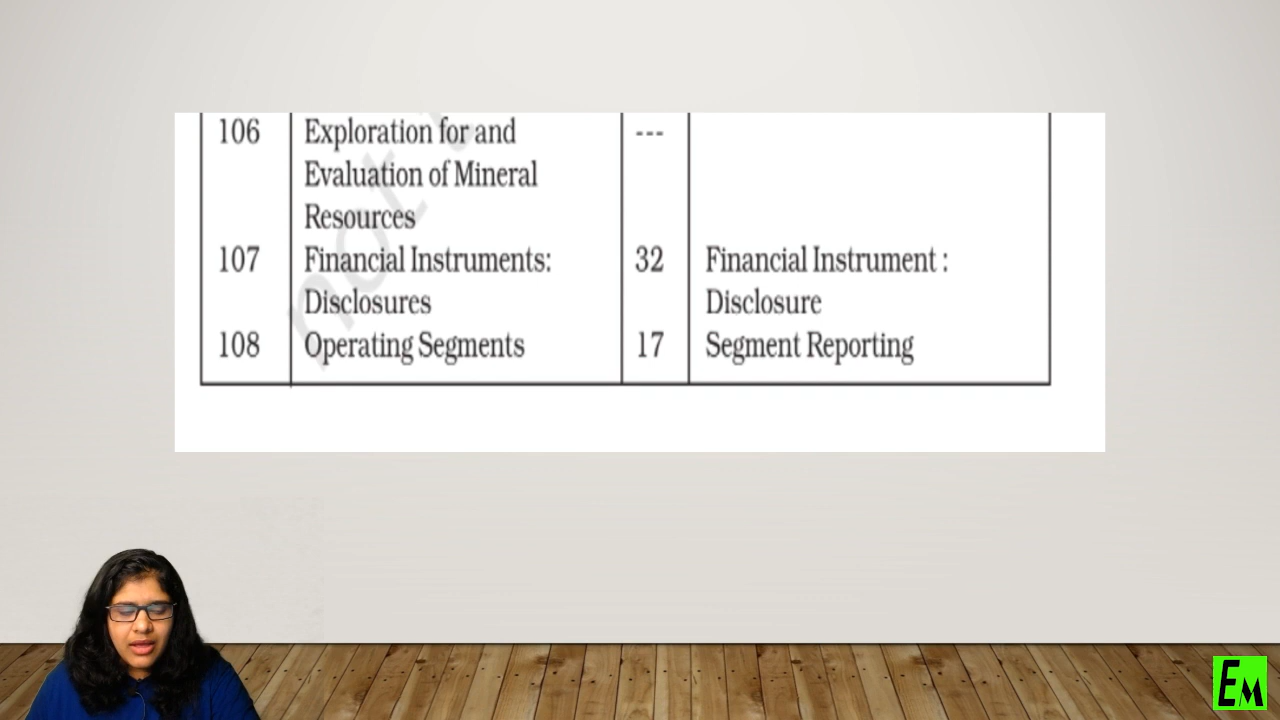 106 Exploration for and ---
Evaluation of Mineral
Resources
107 Financial Instruments: 32 Financial Instrument :
Disclosures Disclosure
108 Operating Segments 17 Segment Reporting
not
EM